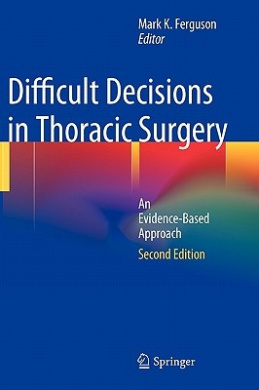 Mark K. Ferguson
Editor
Difficult Decisions
in Thoracic Surgery
An
Evidence-Based
Approach
Second Edition
Springer